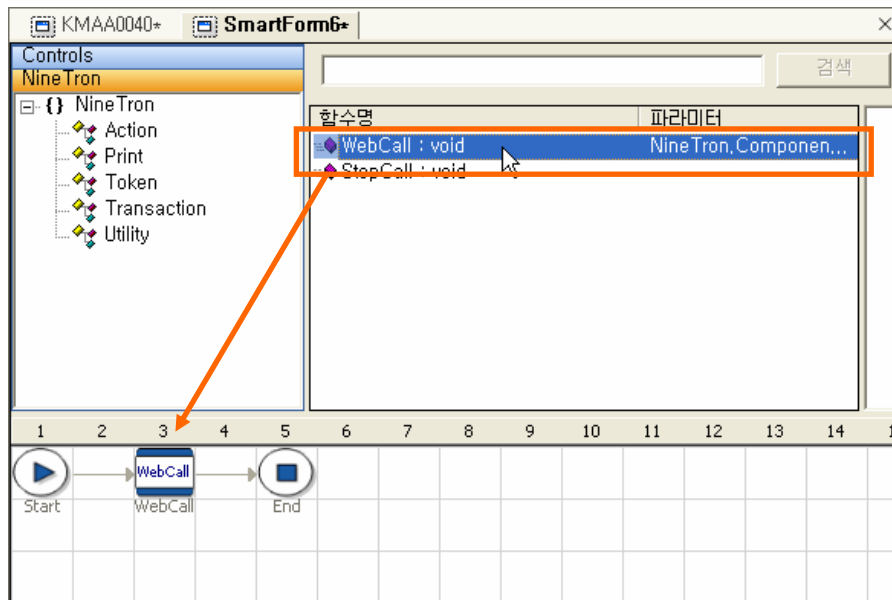 KMAA0040* SmartForm6*
Controls
NineTron
검색
NineTron
Action
Print
Token
Transaction
Utility
함수명 파라미터
WebCall : void NineTron,Componen,,,
StopCall : void
1 2 3 4 5 6 7 8 9 10 11 12 13 14
WebCall
Start WebCall End